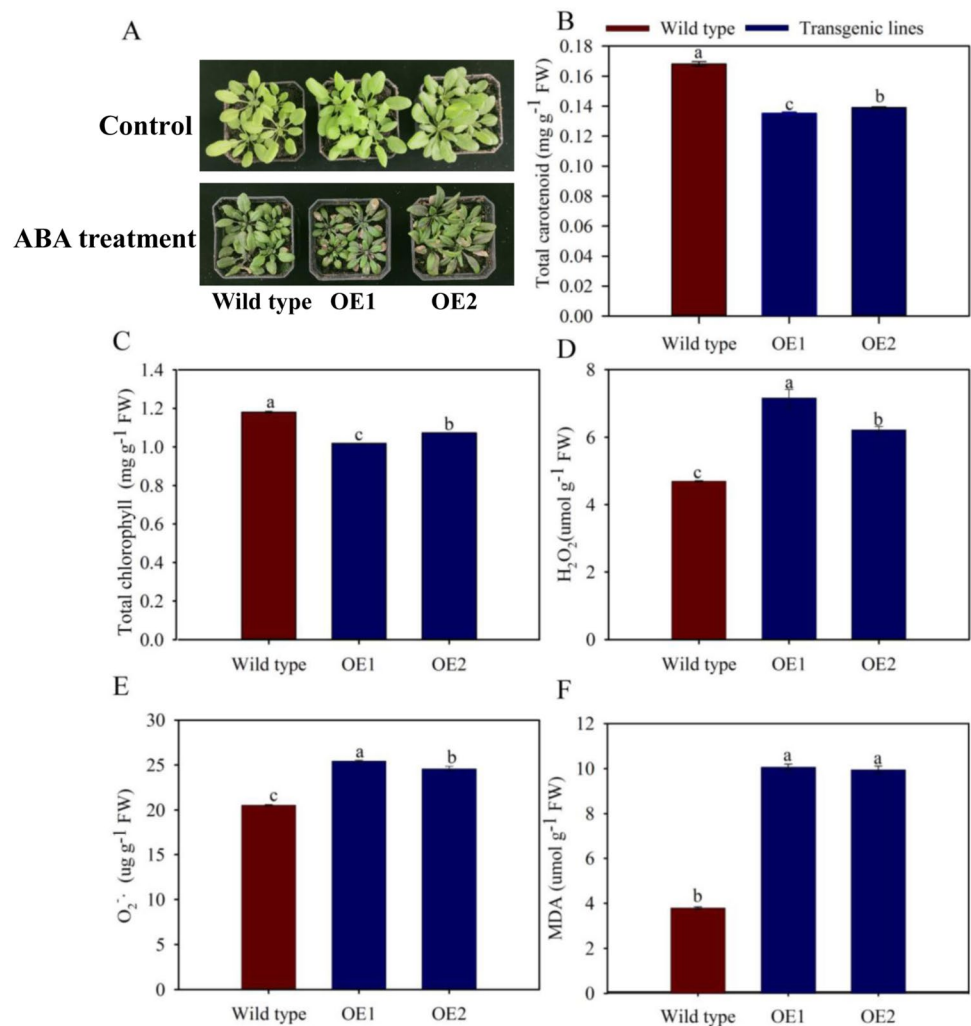 A
Control
ABA treatment
Wild type OE1 OE2
B
Wild type Transgenic lines
Total carotenoid (mg g-1 FW)
0.18
0.16
0.14
0.12
0.10
0.08
0.06
0.04
0.02
0.00
a
c
b
Wild type OE1 OE2
C
Total chlorophyll (mg g-1 FW)
1.4
1.2
1.0
0.8
0.6
0.4
0.2
0.0
a
c
b
Wild type OE1 OE2
D
H2O2(umol g-1 FW)
8
6
4
2
0
c
a
b
Wild type OE1 OE2
E
O2-· (ug g-1 FW)
30
25
20
15
10
5
0
c
a
b
Wild type OE1 OE2
F
MDA (umol g-1 FW)
12
10
8
6
4
2
0
b
a
a
Wild type OE1 OE2